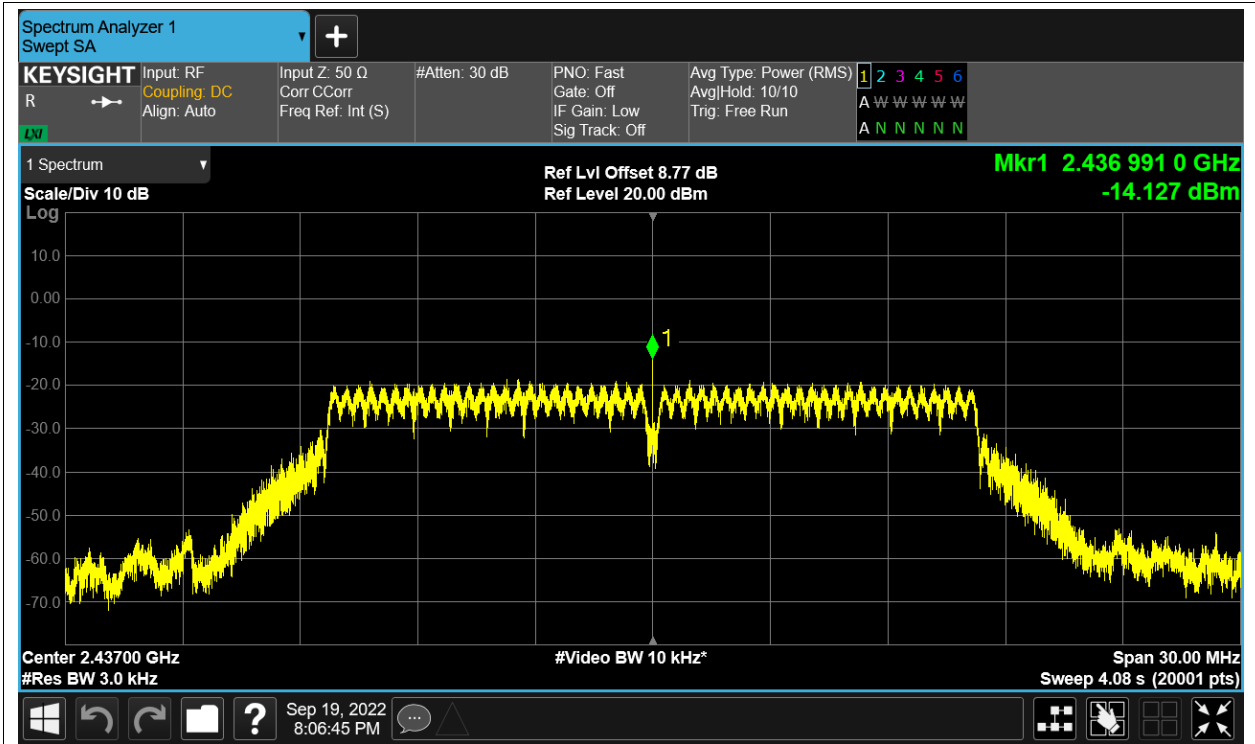 Spectrum Analyzer 1
Swept SA
KEYSIGHT
R
LXI
Input: RF
Coupling: DC
Align: Auto
Input Z: 50 Ω
Corr CCorr
Freq Ref: Int (S)
#Atten: 30 dB
PNO: Fast
Gate: Off
IF Gain: Low
Sig Track: Off
Avg Type: Power (RMS)
Avg|Hold: 10/10
Trig: Free Run
1 2 3 4 5 6
A W W W W W
A N N N N N
1 Spectrum
Scale/Div 10 dB
Log
Ref Lvl Offset 8.77 dB
Ref Level 20.00 dBm
Mkr1 2.436 991 0 GHz
-14.127 dBm
10.0
0.00
-10.0
-20.0
-30.0
-40.0
-50.0
-60.0
-70.0
1
Center 2.43700 GHz
#Res BW 3.0 kHz
#Video BW 10 kHz*
Span 30.00 MHz
Sweep 4.08 s (20001 pts)
?
Sep 19, 2022
8:06:45 PM